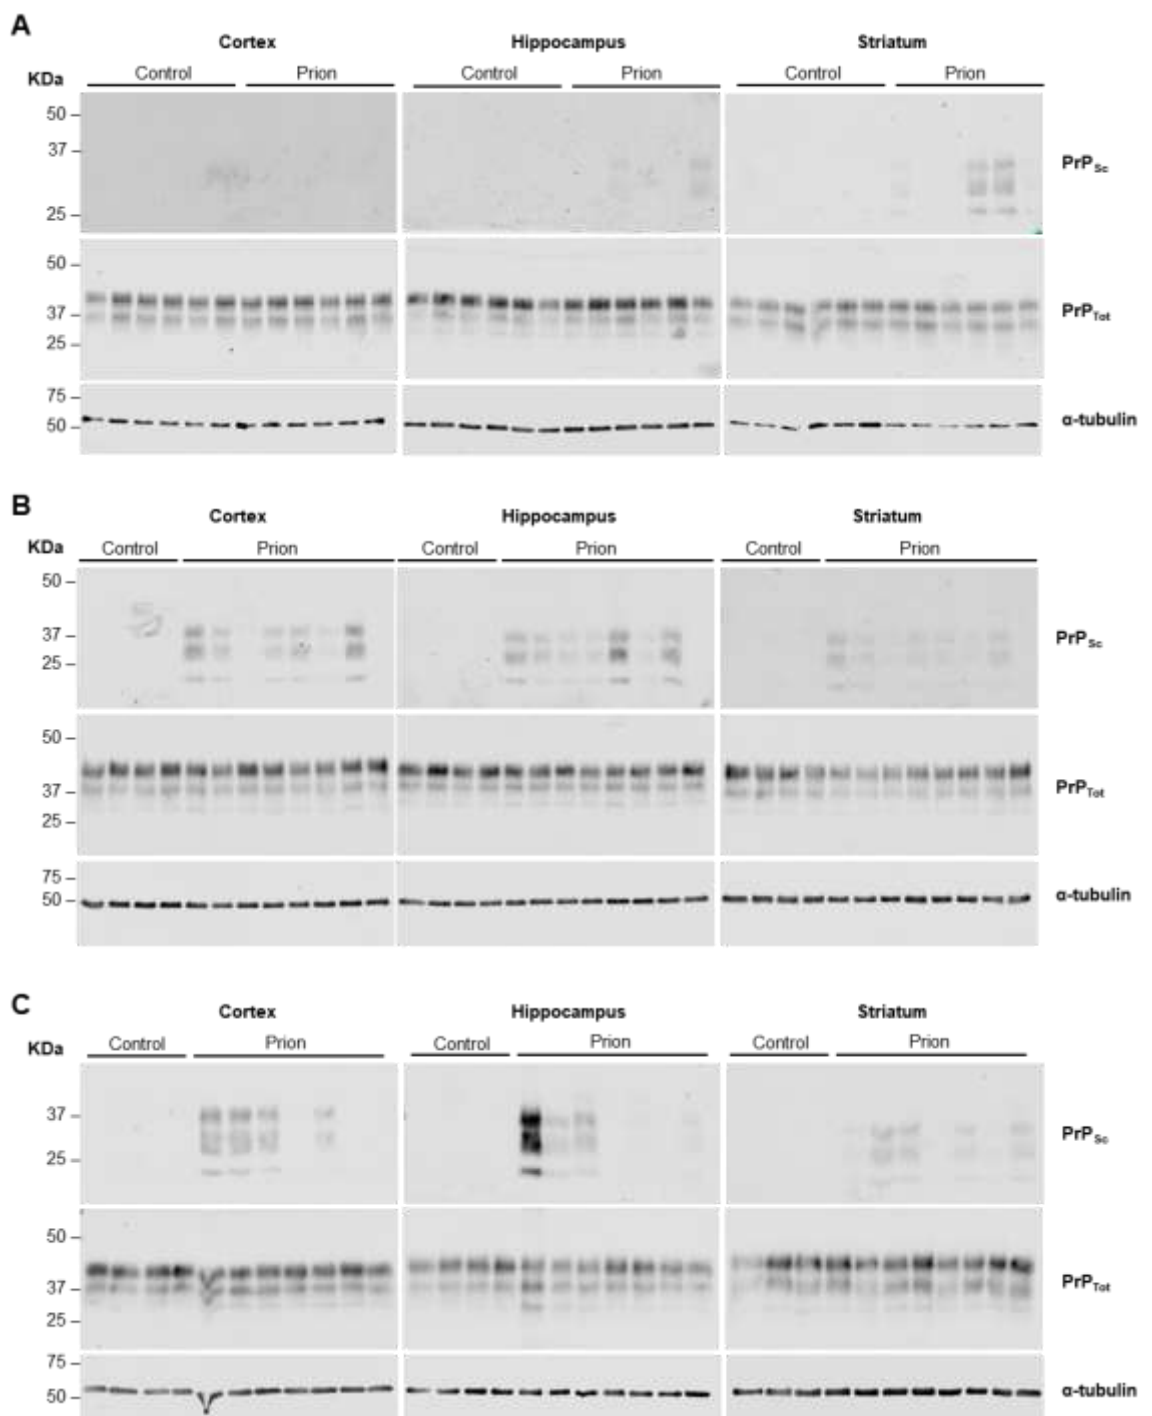 A
Cortex Hippocampus Striatum
KDa Control Prion Control Prion Control Prion
50
37
PrPSc
25
50
37
PrPTot
25
75
50
α-tubulin
B
Cortex Hippocampus Striatum
KDa Control Prion Control Prion Control Prion
50
37
PrPSc
25
50
37
PrPTot
25
75
50
α-tubulin
C
Cortex Hippocampus Striatum
KDa Control Prion Control Prion Control Prion
37
PrPSc
25
50
37
PrPTot
25
75
50
α-tubulin